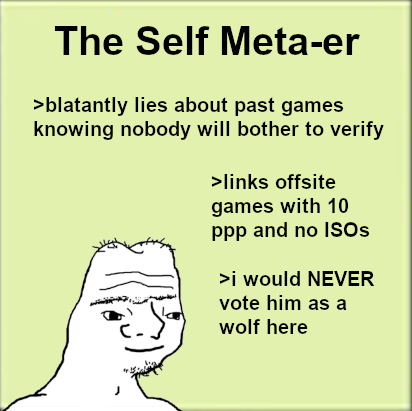 The Self Meta-er
>blatantly lies about past games
knowing nobody will bother to verify
>links offsite
games with 10
ppp and no ISOs
>i would NEVER
vote him as a
wolf here